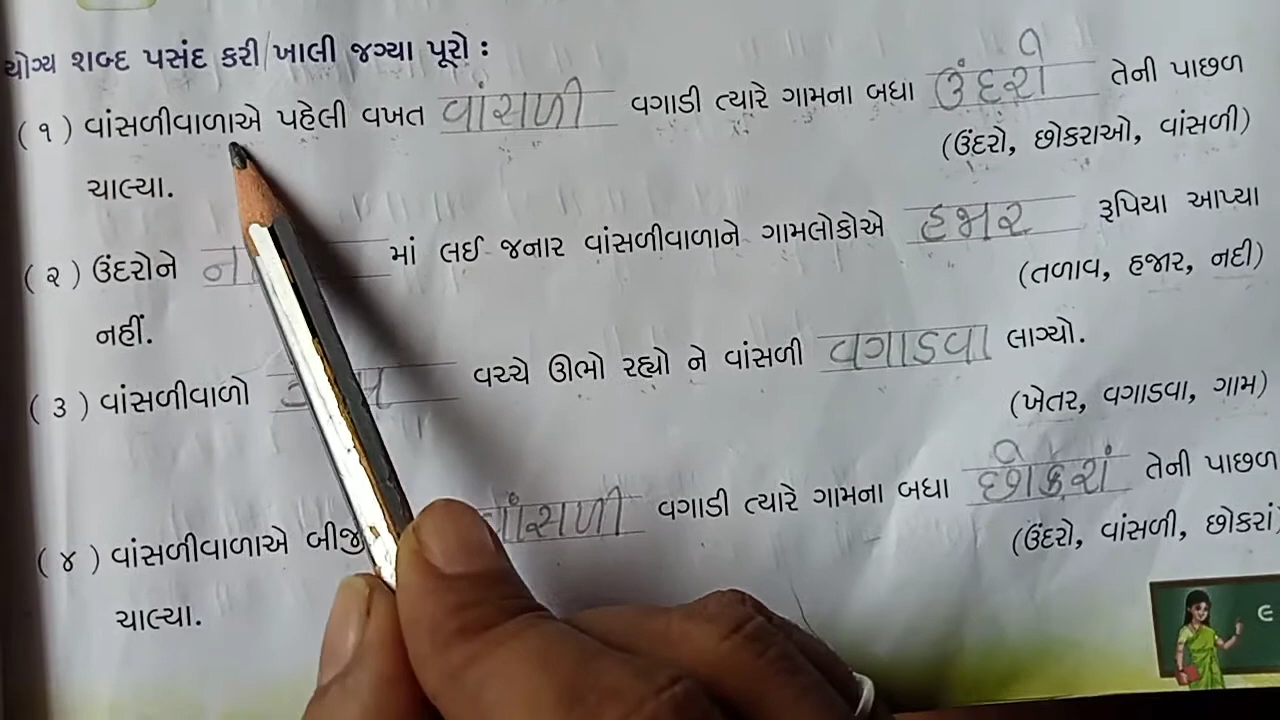 યોગ્ય શબ્દ પસંદ કરી ખાલી જગ્યા પૂરો :
(૧) વાંસળીવાળાએ પહેલી વખત વાંસળી વગાડી ત્યારે ગામના બધા ઉંદરો તેની પાછળ
(ઉંદરો, છોકરાઓ, વાંસળી)
ચાલ્યા.
(૨) ઉંદરોને માં લઈ જનાર વાંસળીવાળાને ગામલોકોએ હજાર રૂપિયા આપ્યા
(તળાવ, હજાર, નદી)
નહીં.
(૩) વાંસળીવાળો વચ્ચે ઊભો રહ્યો ને વાંસળી વગાડવા લાગ્યો.
(ખેતર, વગાડવા, ગામ)
(૪) વાંસળીવાળાએ બીજી વાંસળી વગાડી ત્યારે ગામના બધા છોકરાં તેની પાછળ
(ઉંદરો, વાંસળી, છોકરાં)
ચાલ્યા.